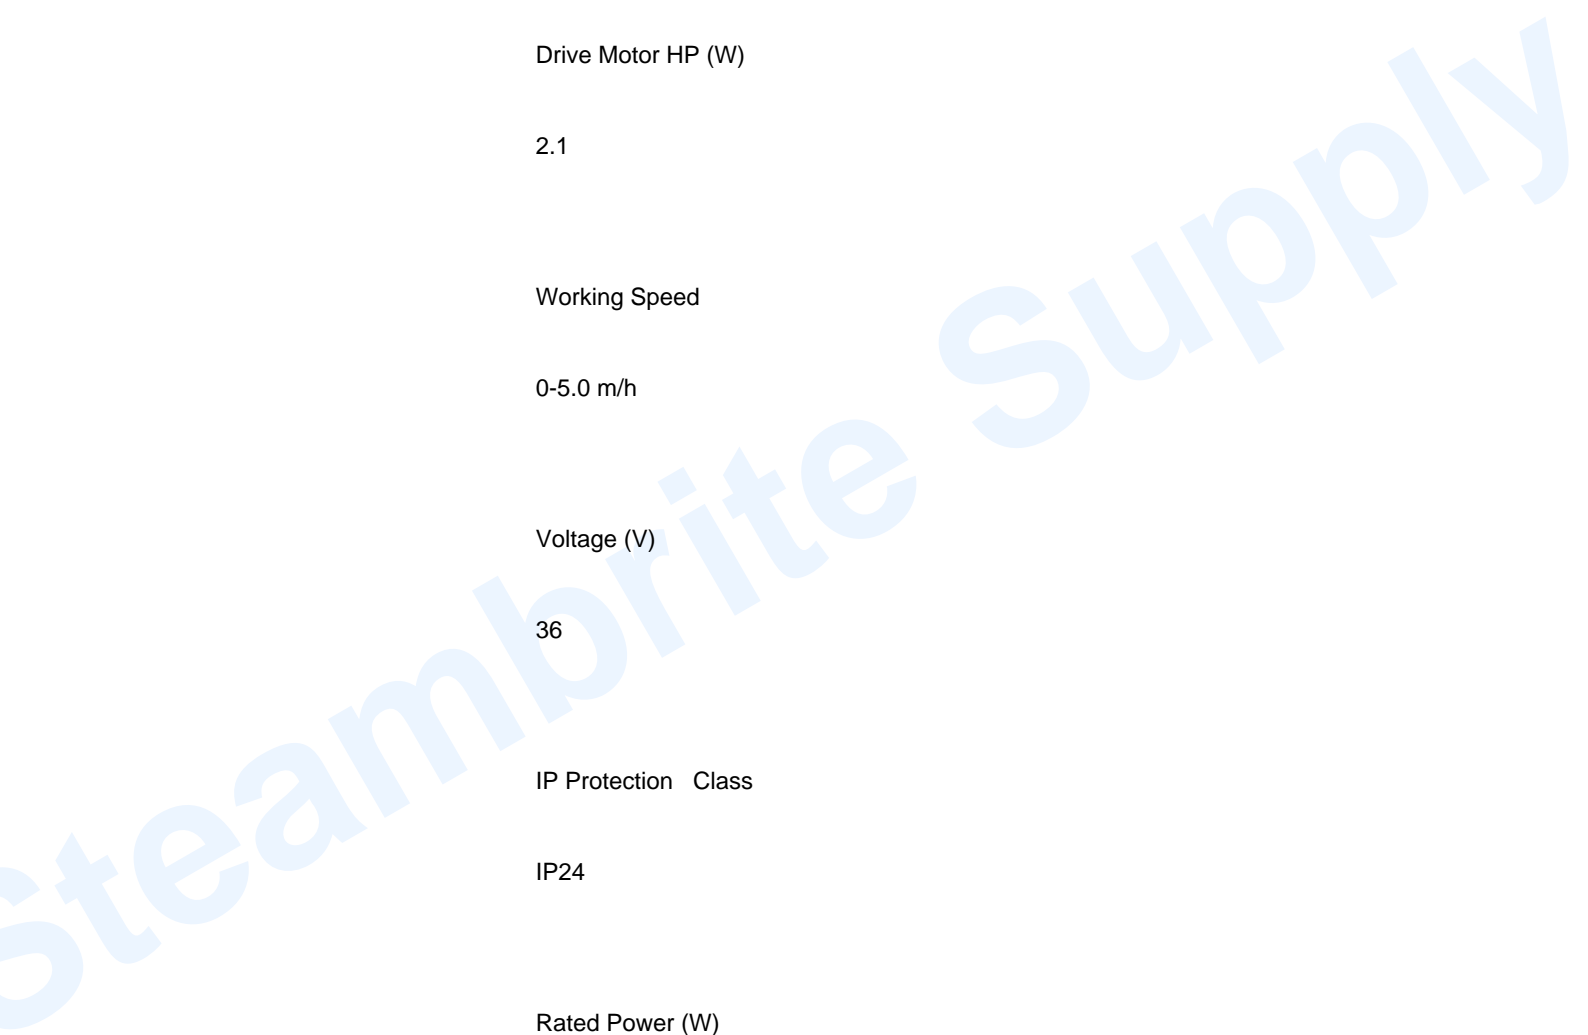 Drive Motor HP (W)
2.1
Working Speed
0-5.0 m/h
Voltage (V)
36
IP Protection   Class
IP24
Rated Power (W)
Steambrite Supply